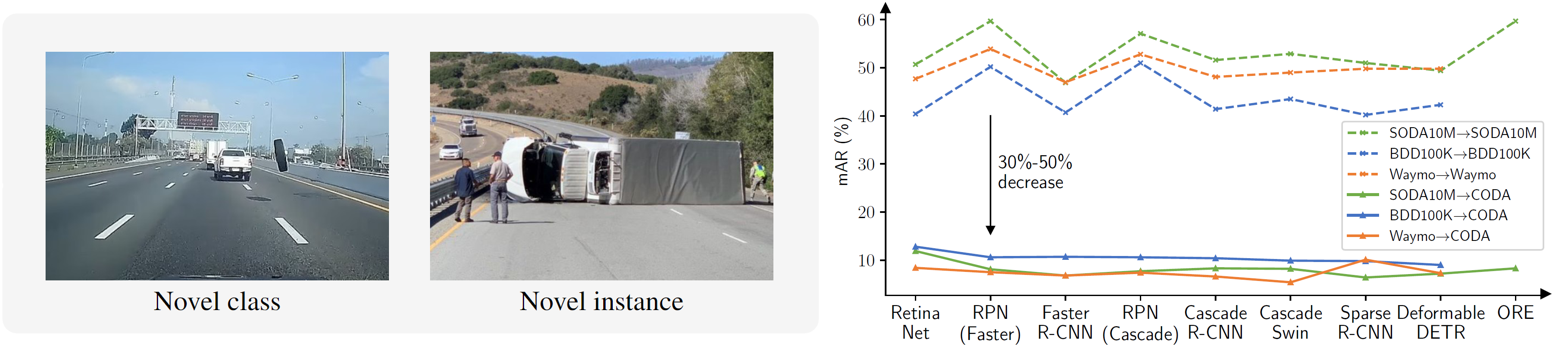 Novel class
Novel instance
mAR (%)
60
50
40
30
20
10
30%-50%
decrease
SODA10M→SODA10M
BDD100K→BDD100K
Waymo→Waymo
SODA10M→CODA
BDD100K→CODA
Waymo→CODA
Retina
Net
RPN
(Faster)
Faster
R-CNN
RPN
(Cascade)
Cascade
R-CNN
Cascade
Swin
Sparse
R-CNN
Deformable
DETR
ORE